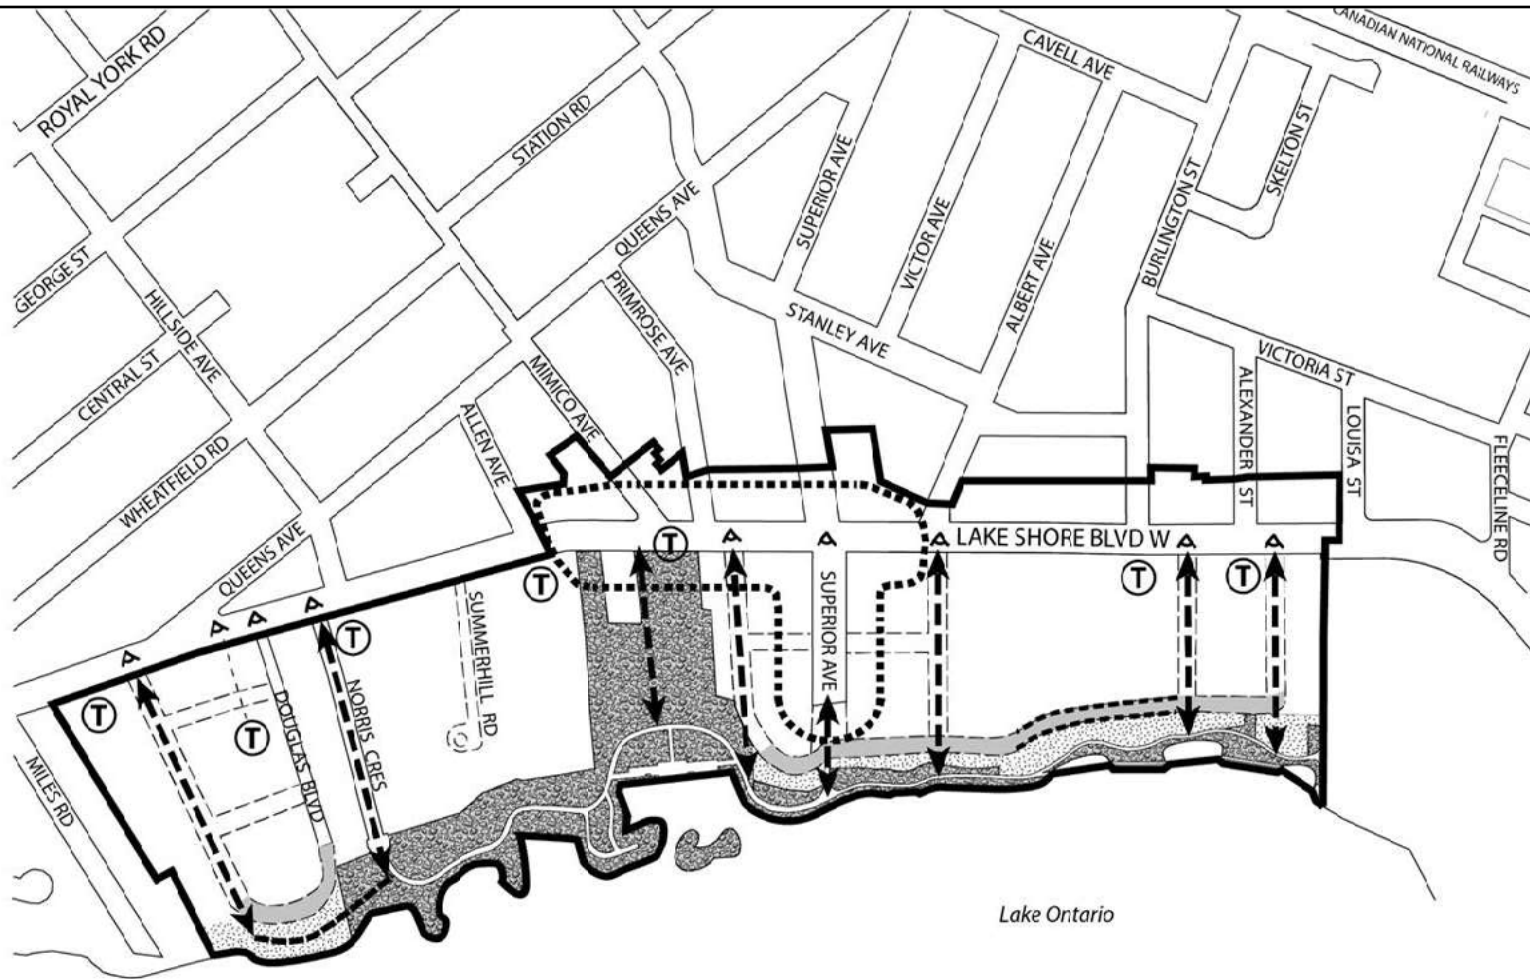 CANADIAN NATIONAL RAILWAYS
ROYAL YORK RD
CAVELL AVE
STATION RD
SKELTON ST
SUPERIOR AVE
QUEENS AVE
VICTOR AVE
BURLINGTON ST
GEORGE ST
ALBERT AVE
HILLSIDE AVE
PRIMROSE AVE
STANLEY AVE
VICTORIA ST
CENTRAL ST
MIMICO AVE
ALEXANDER ST
ALLEN AVE
LOUISA ST
WHEATFIELD RD
FLEECELINE RD
QUEENS AVE
T
LAKE SHORE BLVD W
T
T
T
SUPERIOR AVE
SUMMERHILL RD
T
T
T
DOUGLAS BLVD
NORRIS CRES
MILES RD
Lake Ontario